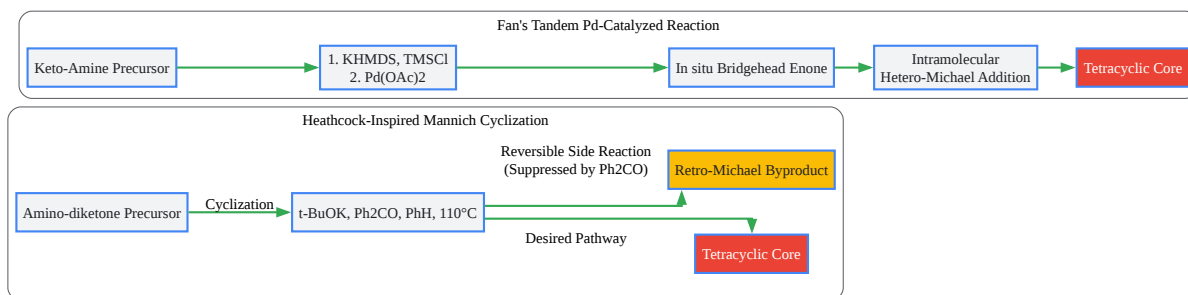 Fan's Tandem Pd-Catalyzed Reaction
Keto-Amine Precursor
1. KHMDS, TMSCl
2. Pd(OAc)2
In situ Bridgehead Enone
Intramolecular
Hetero-Michael Addition
Tetracyclic Core
Heathcock-Inspired Mannich Cyclization
Amino-diketone Precursor
Cyclization
t-BuOK, Ph2CO, PhH, 110°C
Reversible Side Reaction
(Suppressed by Ph2CO)
Retro-Michael Byproduct
Desired Pathway
Tetracyclic Core